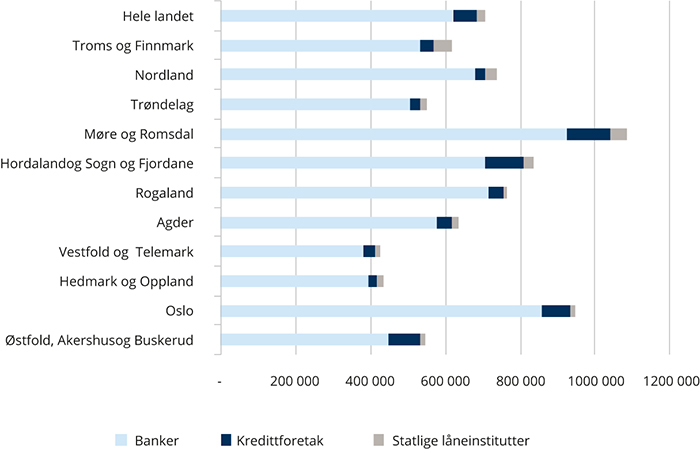 Hele landet
Troms og Finnmark
Nordland
Trøndelag
Møre og Romsdal
Hordalandog Sogn og Fjordane
Rogaland
Agder
Vestfold og  Telemark
Hedmark og Oppland
Oslo
Østfold, Akershusog Buskerud
- 200 000 400 000 600 000 800 000 1000 000 1200 000
Banker Kredittforetak Statlige låneinstitutter